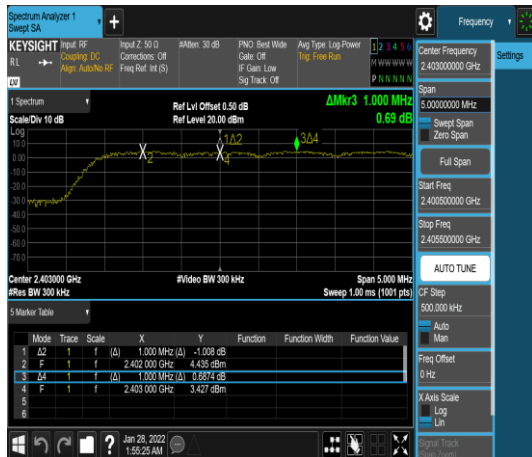 Spectrum Analyzer 1
Swept SA
Frequency
Settings
KEYSIGHT
RL
Input: RF
Coupling: DC
Align: Auto/No RF
Input Z: 50 Ω
Corrections: Off
Freq Ref: Int (S)
#Atten: 30 dB
PNO: Best Wide
Gate: Off
IF Gain: Low
Sig Track: Off
Avg Type: Log-Power
Trig: Free Run
1 2 3 4 5 6
M W W W W W
P N N N N N
LXI
1 Spectrum
Scale/Div 10 dB
Ref Lvl Offset 0.50 dB
Ref Level 20.00 dBm
ΔMkr3 1.000 MHz
0.69 dB
Log
10.0
0.00
-10.0
-20.0
-30.0
-40.0
-50.0
-60.0
-70.0
2
1Δ2
4
3Δ4
Center 2.403000 GHz
#Video BW 300 kHz
Span 5.000 MHz
#Res BW 300 kHz
Sweep 1.00 ms (1001 pts)
5 Marker Table
Mode Trace Scale X Y Function Function Width Function Value
1 Δ2 1 f (Δ) 1.000 MHz (Δ) -1.008 dB
2 F 1 f 2.402 000 GHz 4.435 dBm
3 Δ4 1 f (Δ) 1.000 MHz (Δ) 0.6874 dB
4 F 1 f 2.403 000 GHz 3.427 dBm
5
6
Center Frequency
2.403000000 GHz
Span
5.00000000 MHz
Swept Span
Zero Span
Full Span
Start Freq
2.400500000 GHz
Stop Freq
2.405500000 GHz
AUTO TUNE
CF Step
500.000 kHz
Auto
Man
Freq Offset
0 Hz
X Axis Scale
Log
Lin
Signal Track
(Span Zoom)
Jan 28, 2022
1:55:25 AM